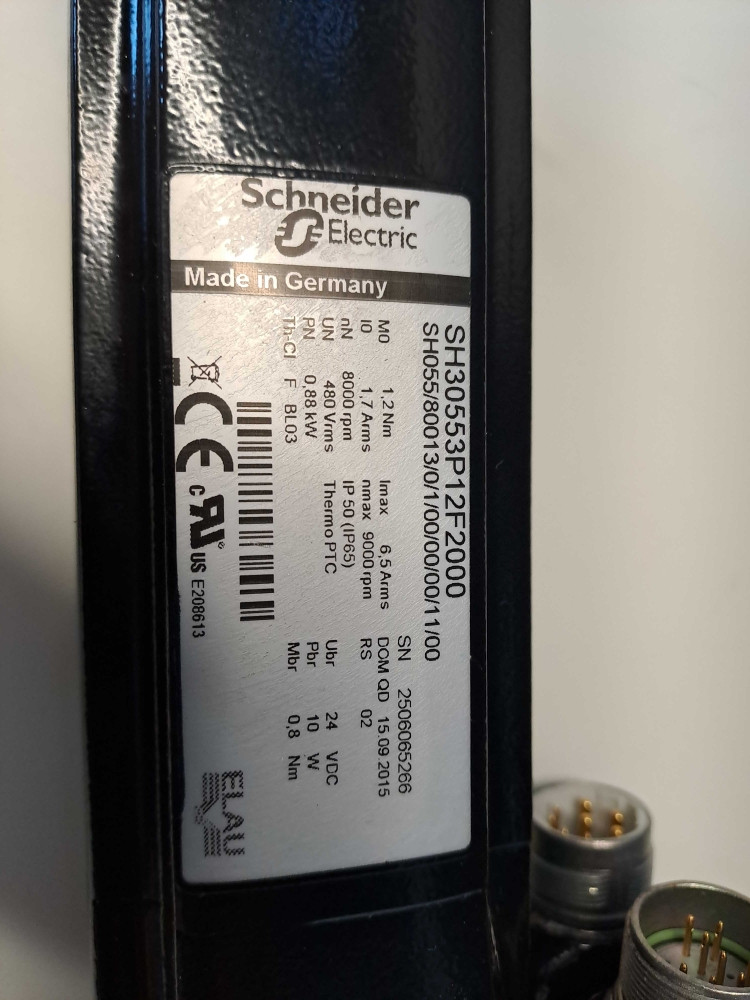 Schneider
Electric
Made in Germany
SH30553P12F2000
SH055/80013/0/1/00/00/00/11/00
SN 2506065266
M0 1,2 Nm Imax 6,5 Arms DOM QD 15.09.2015
I0 1,7 Arms nmax 9000 rpm RS 02
nN 8000 rpm IP 50 (IP65)
UN 480 Vrms Thermo PTC Ubr 24 VDC
PN 0,88 kW Pbr 10 W
Th-Cl F BL03 Mbr 0,8 Nm
CE c RU US E208613
ELAU